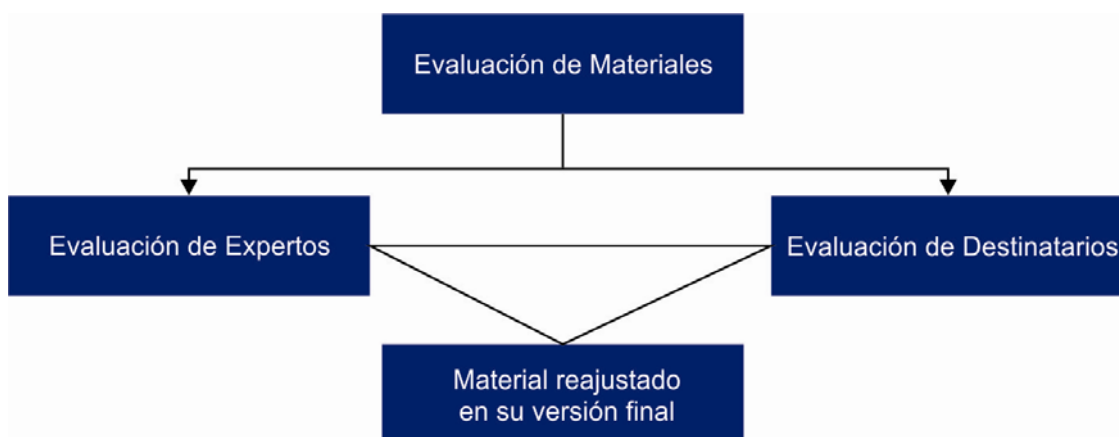 Evaluación de Materiales
Evaluación de Expertos
Evaluación de Destinatarios
Material reajustado
en su versión final